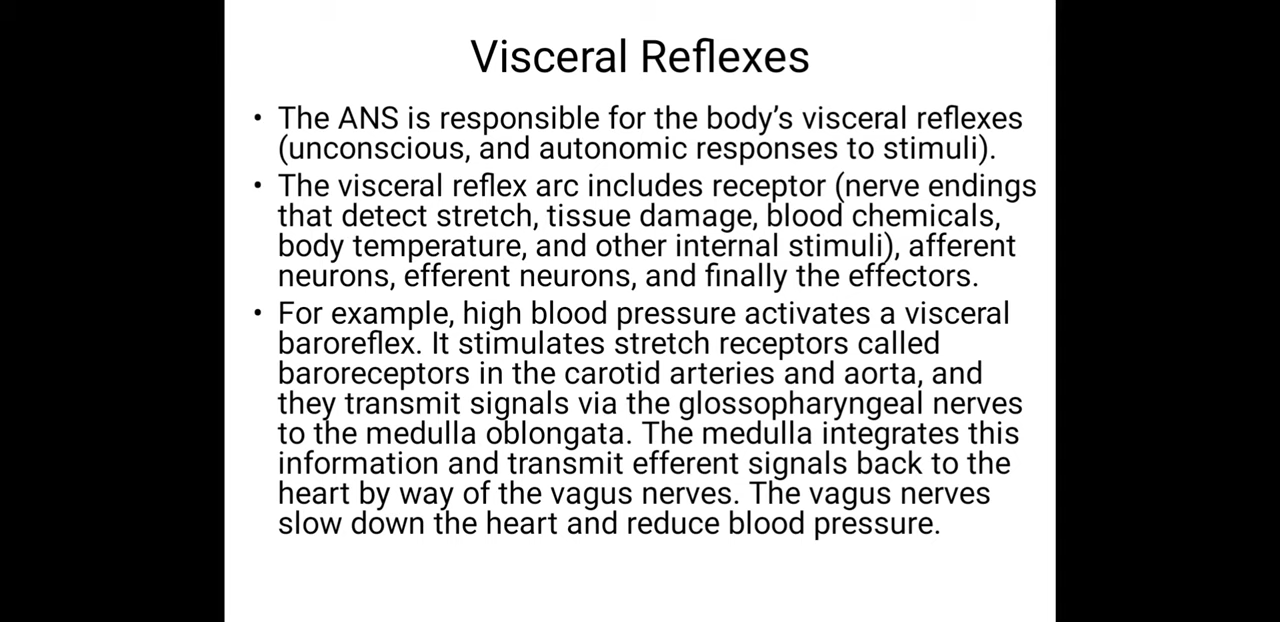 Visceral Reflexes
• The ANS is responsible for the body's visceral reflexes
(unconscious, and autonomic responses to stimuli).
• The visceral reflex arc includes receptor (nerve endings
that detect stretch, tissue damage, blood chemicals,
body temperature, and other internal stimuli), afferent
neurons, efferent neurons, and finally the effectors.
• For example, high blood pressure activates a visceral
baroreflex. It stimulates stretch receptors called
baroreceptors in the carotid arteries and aorta, and
they transmit signals via the glossopharyngeal nerves
to the medulla oblongata. The medulla integrates this
information and transmit efferent signals back to the
heart by way of the vagus nerves. The vagus nerves
slow down the heart and reduce blood pressure.